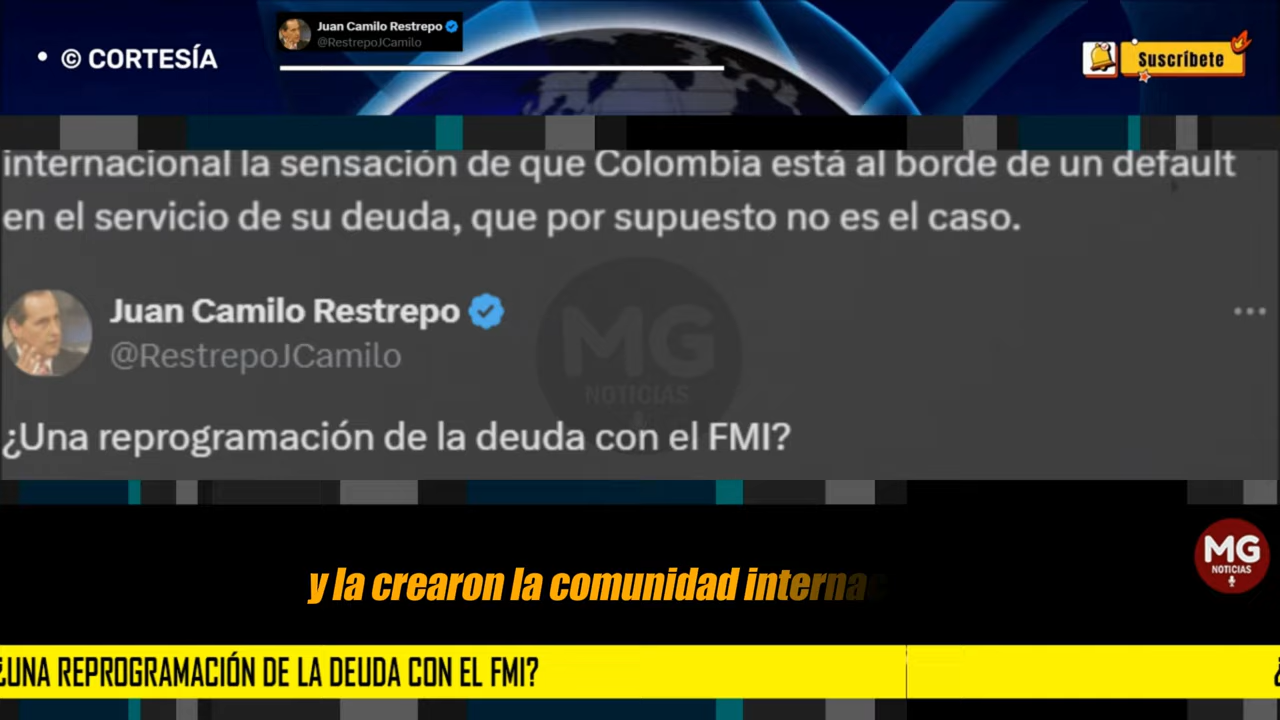 • © CORTESÍA
Juan Camilo Restrepo
@RestrepoJCamilo
Suscríbete
internacional la sensación de que Colombia está al borde de un default
en el servicio de su deuda, que por supuesto no es el caso.
Juan Camilo Restrepo
@RestrepoJCamilo
MG
NOTICIAS
¿Una reprogramación de la deuda con el FMI?
MG
NOTICIAS
y la crearon la comunidad internac
¿UNA REPROGRAMACIÓN DE LA DEUDA CON EL FMI?
¿